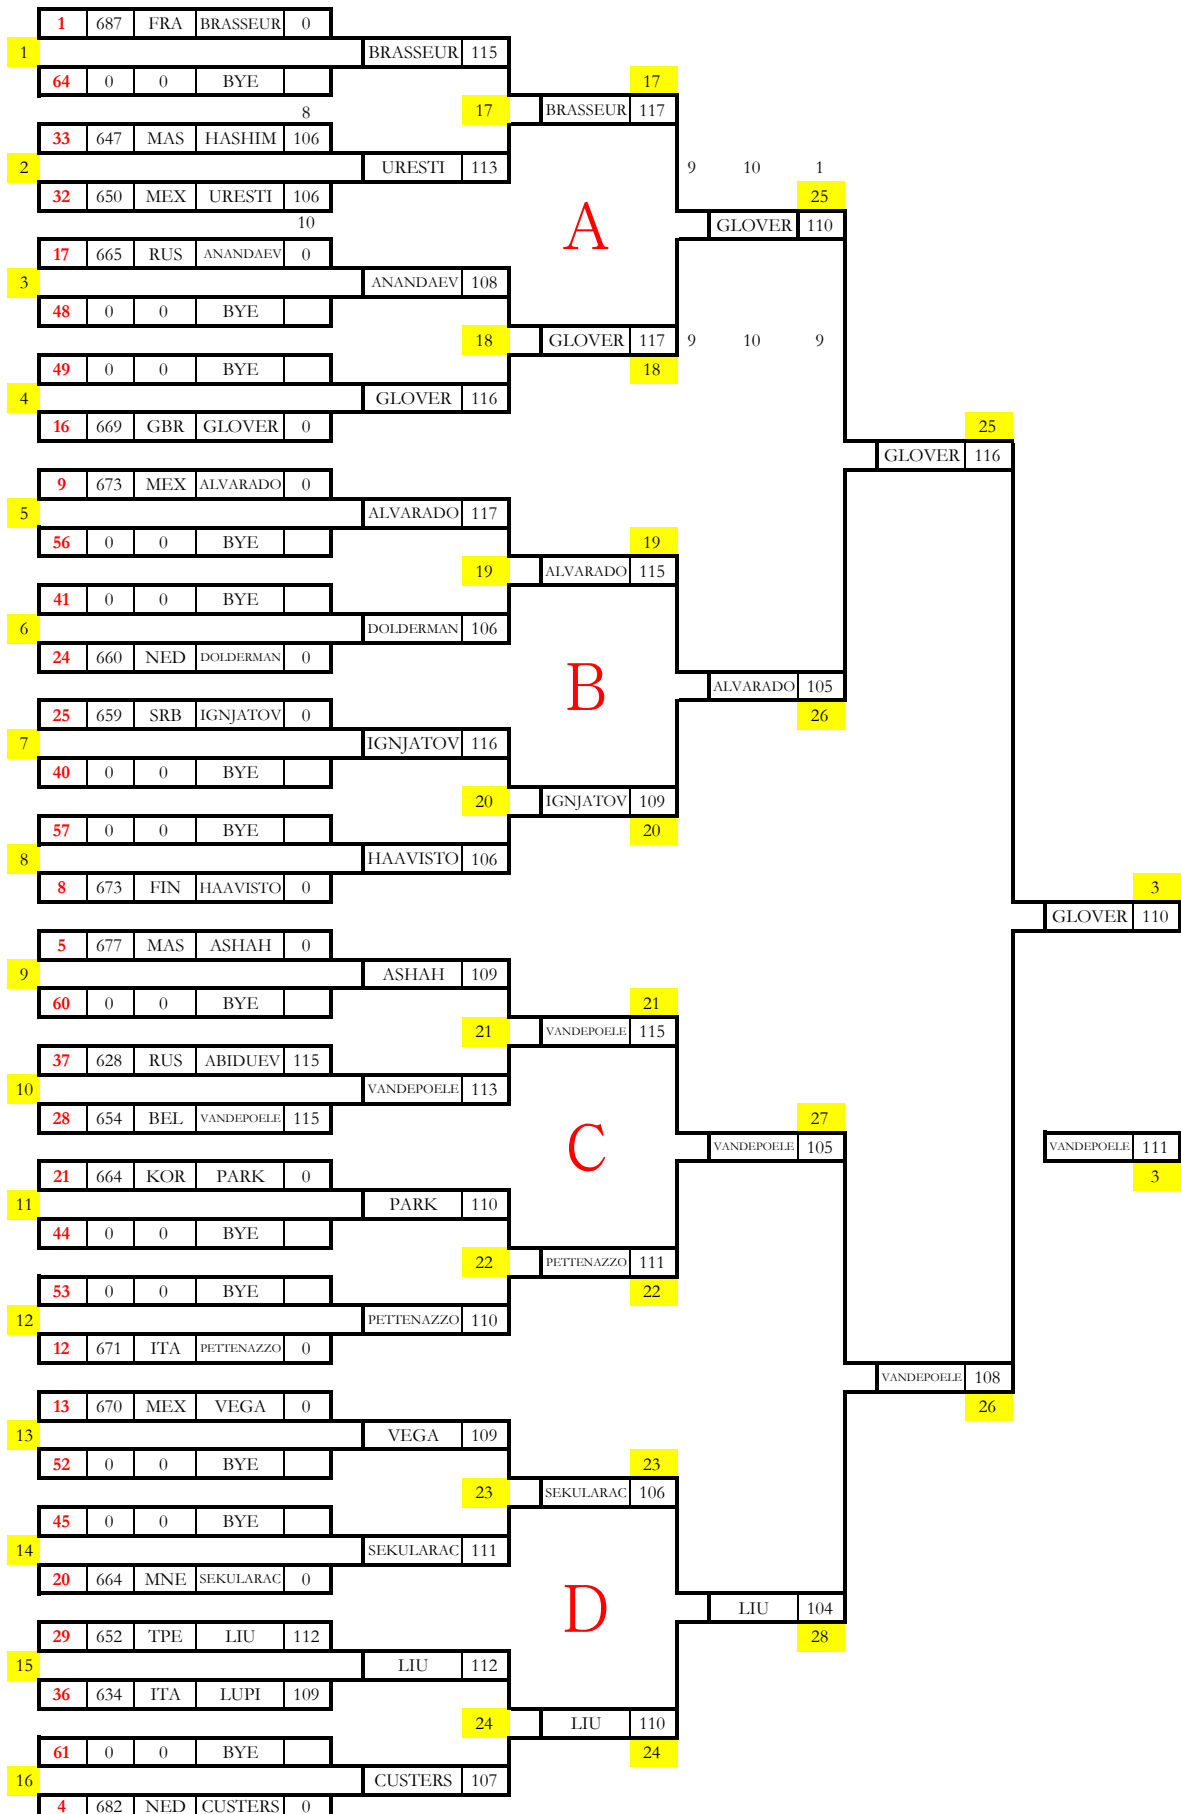 1 687 FRA BRASSEUR 0
1 BRASSEUR 115
64 0 0 BYE 17
17 BRASSEUR 117
8
33 647 MAS HASHIM 106
2 URESTI 113 9 10 1
32 650 MEX URESTI 106 25
10
A
GLOVER 110
17 665 RUS ANANDAEV 0
3 ANANDAEV 108
48 0 0 BYE
18 GLOVER 117 9 10 9
49 0 0 BYE 18
4 GLOVER 116
16 669 GBR GLOVER 0 25
GLOVER 116
9 673 MEX ALVARADO 0
5 ALVARADO 117
56 0 0 BYE 19
19 ALVARADO 115
41 0 0 BYE
6 DOLDERMAN 106
24 660 NED DOLDERMAN 0
B
ALVARADO 105
25 659 SRB IGNJATOV 0 26
7 IGNJATOV 116
40 0 0 BYE
20 IGNJATOV 109
57 0 0 BYE 20
8 HAAVISTO 106
8 673 FIN HAAVISTO 0 3
GLOVER 110
5 677 MAS ASHAH 0
9 ASHAH 109
60 0 0 BYE 21
21 VANDEPOELE 115
37 628 RUS ABIDUEV 115
10 VANDEPOELE 113
28 654 BEL VANDEPOELE 115 27
C
VANDEPOELE 105 VANDEPOELE 111
21 664 KOR PARK 0 3
11 PARK 110
44 0 0 BYE
22 PETTENAZZO 111
53 0 0 BYE 22
12 PETTENAZZO 110
12 671 ITA PETTENAZZO 0
VANDEPOELE 108
13 670 MEX VEGA 0 26
13 VEGA 109
52 0 0 BYE 23
23 SEKULARAC 106
45 0 0 BYE
14 SEKULARAC 111
20 664 MNE SEKULARAC 0
D
LIU 104
29 652 TPE LIU 112 28
15 LIU 112
36 634 ITA LUPI 109
24 LIU 110
61 0 0 BYE 24
16 CUSTERS 107
4 682 NED CUSTERS 0